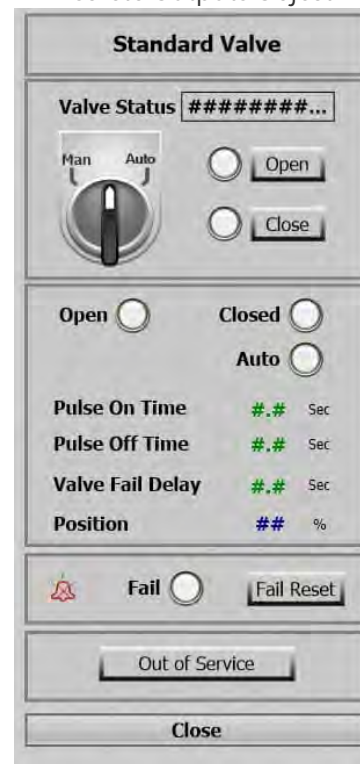 Standard Valve
Valve Status ########...
Man Auto
Open
Close
Open Closed
Auto
Pulse On Time #.# Sec
Pulse Off Time #.# Sec
Valve Fail Delay #.# Sec
Position ## %
Fail Fail Reset
Out of Service
Close